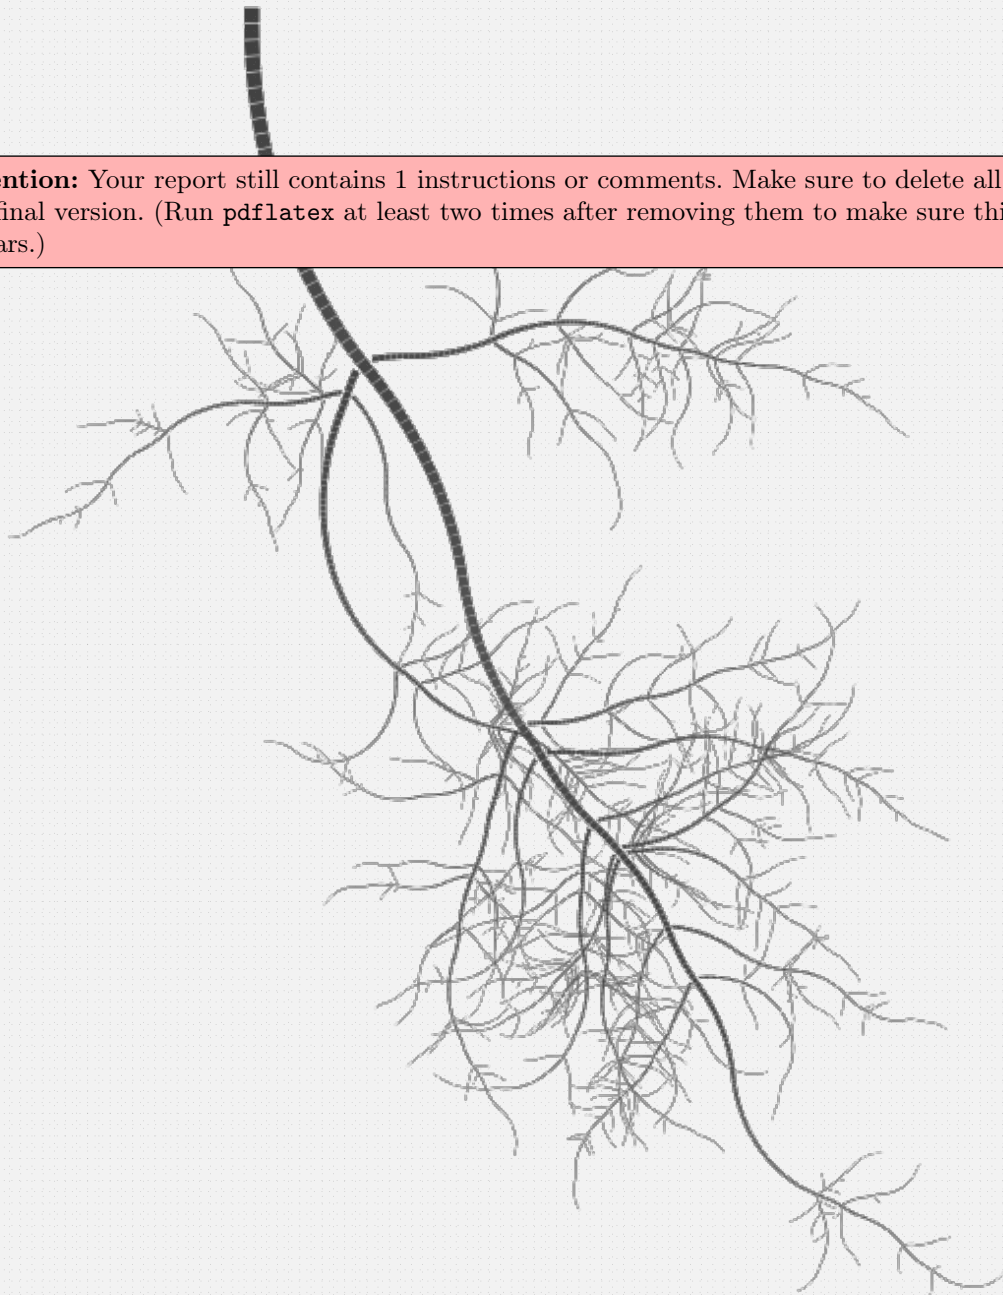 ention: Your report still contains 1 instructions or comments. Make sure to delete all
final version. (Run pdflatex at least two times after removing them to make sure thi
ars.)